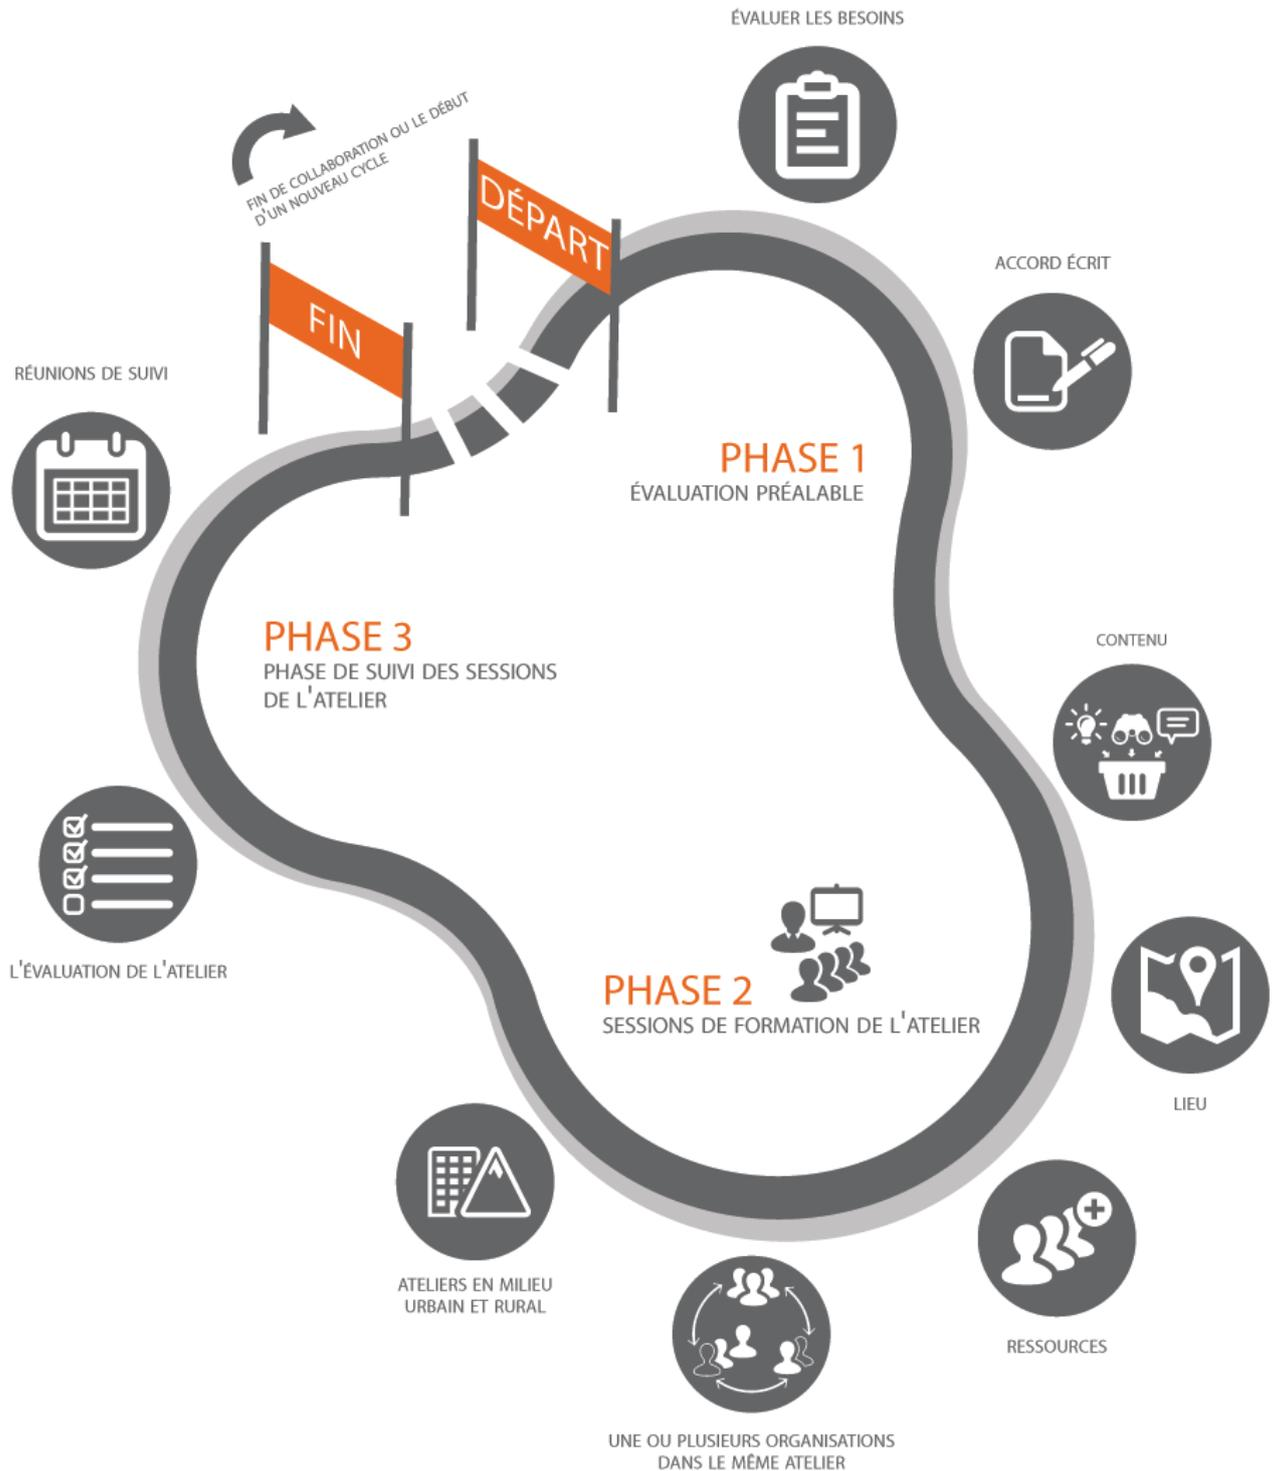 ÉVALUER LES BESOINS
FIN DE COLLABORATION OU LE DÉBUT
D'UN NOUVEAU CYCLE
DÉPART
FIN
ACCORD ÉCRIT
RÉUNIONS DE SUIVI
PHASE 1
ÉVALUATION PRÉALABLE
PHASE 3
PHASE DE SUIVI DES SESSIONS
DE L'ATELIER
CONTENU
L'ÉVALUATION DE L'ATELIER
PHASE 2
SESSIONS DE FORMATION DE L'ATELIER
LIEU
ATELIERS EN MILIEU
URBAIN ET RURAL
RESSOURCES
UNE OU PLUSIEURS ORGANISATIONS
DANS LE MÊME ATELIER